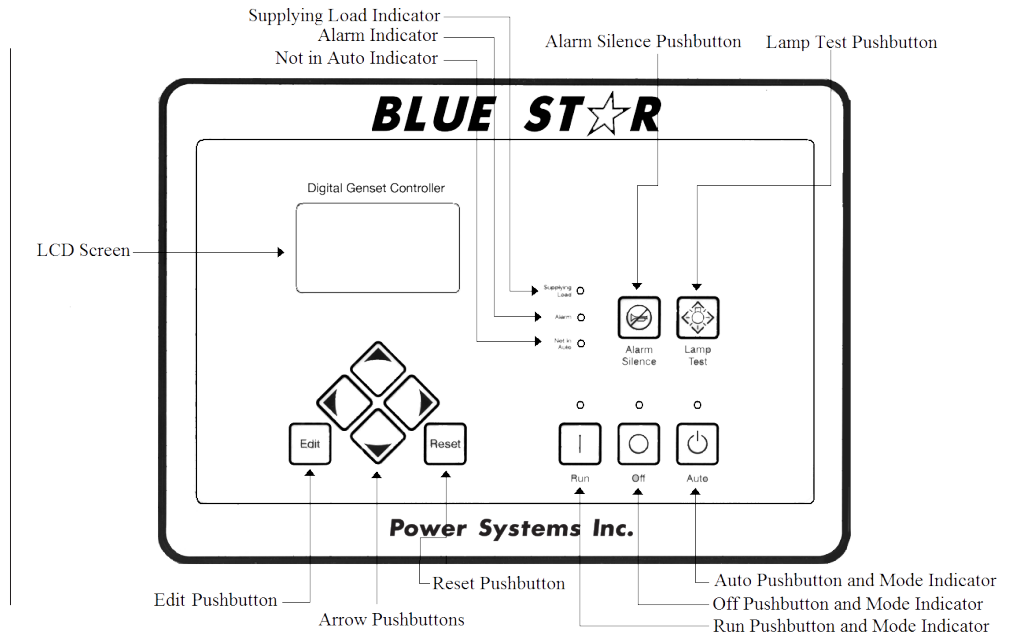 Supplying Load Indicator
Alarm Indicator
Not in Auto Indicator
Alarm Silence Pushbutton
Lamp Test Pushbutton
BLUE ST☆R
Digital Genset Controller
LCD Screen
Supplying
Load
Alarm
Not in
Auto
Alarm
Silence
Lamp
Test
Edit
Reset
Run
Off
Auto
Power Systems Inc.
Reset Pushbutton
Edit Pushbutton
Arrow Pushbuttons
Auto Pushbutton and Mode Indicator
Off Pushbutton and Mode Indicator
Run Pushbutton and Mode Indicator